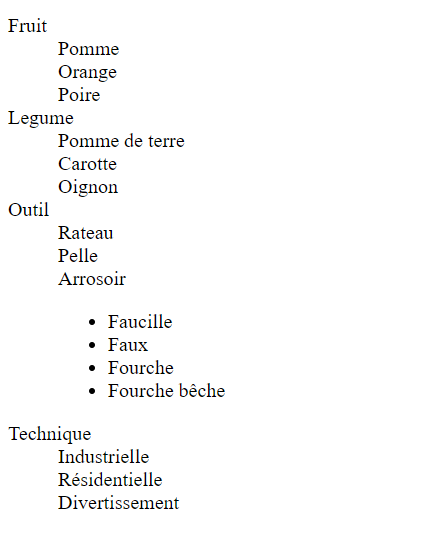 Fruit
Pomme
Orange
Poire
Legume
Pomme de terre
Carotte
Oignon
Outil
Rateau
Pelle
Arrosoir
• Faucille
• Faux
• Fourche
• Fourche bêche
Technique
Industrielle
Résidentielle
Divertissement